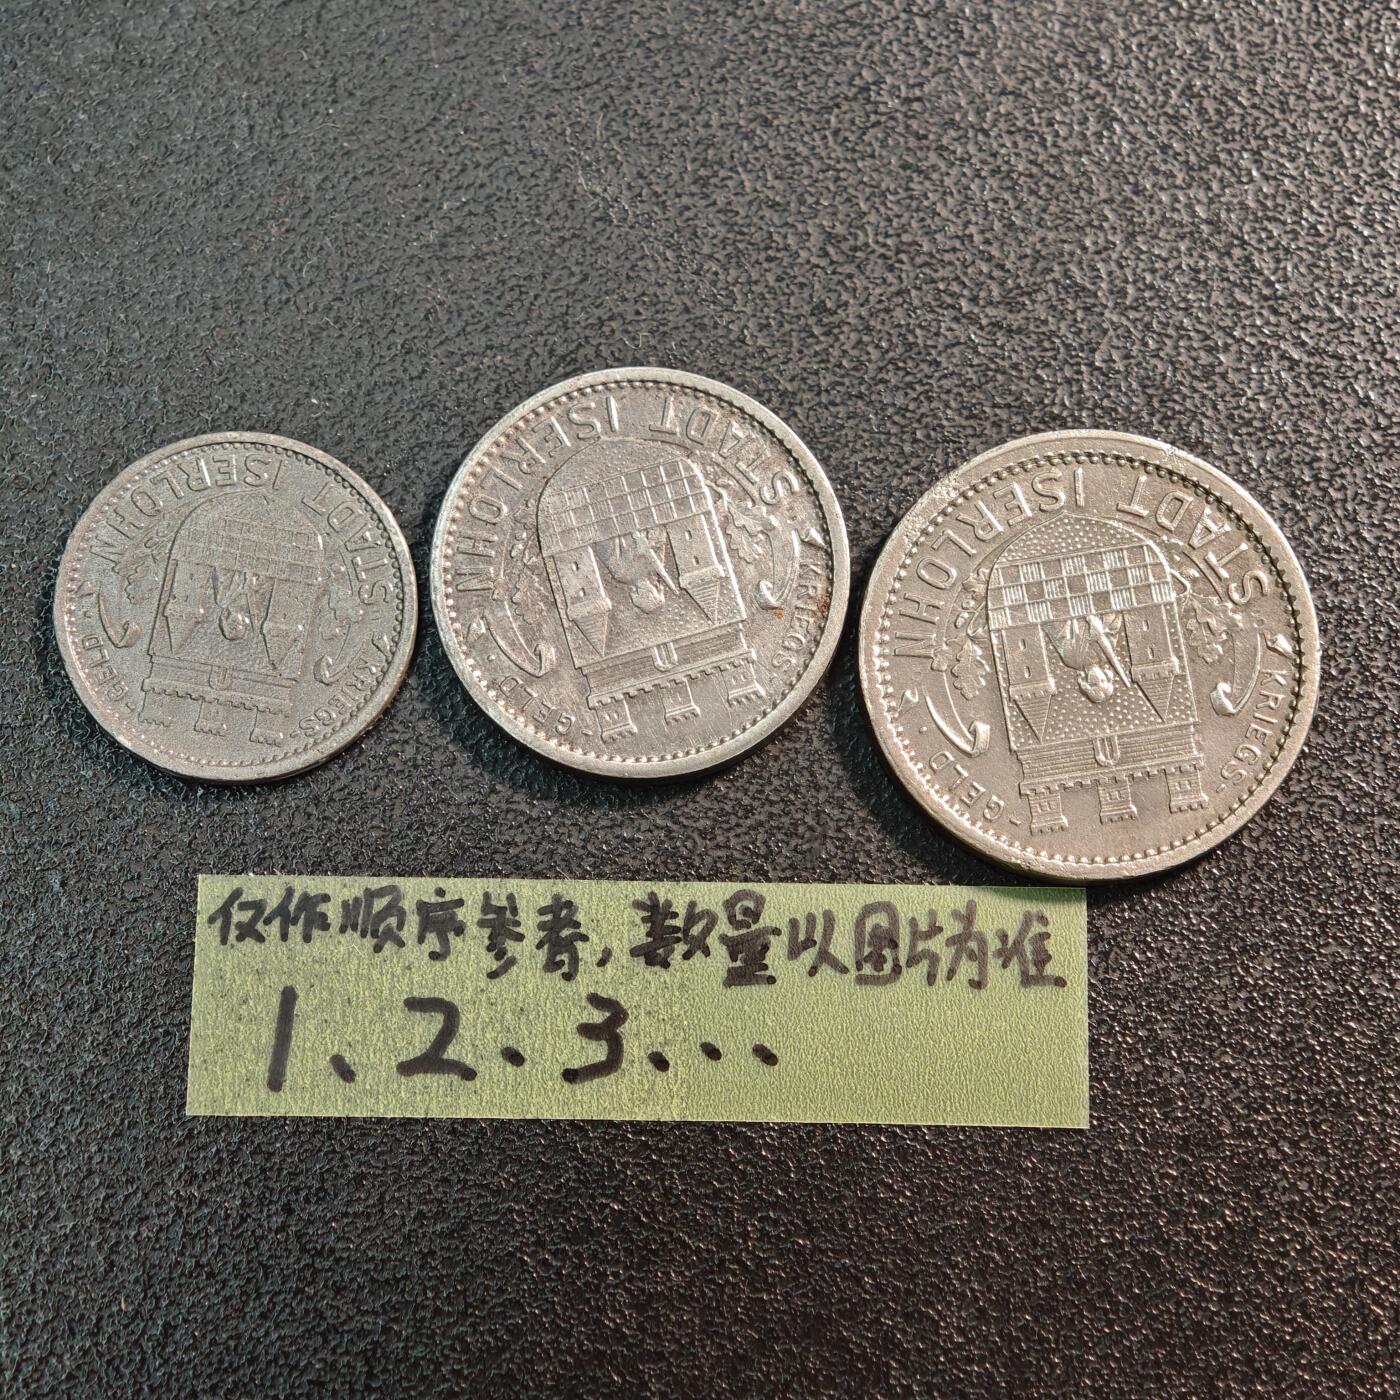 STADT ISERLOHN
·KRIEGS- -GELD·
STADT ISERLOHN
·KRIEGS- -GELD·
STADT ISERLOHN
·KRIEGS- -GELD·
仅作顺序参考，数量以图片为准
1、2、3...